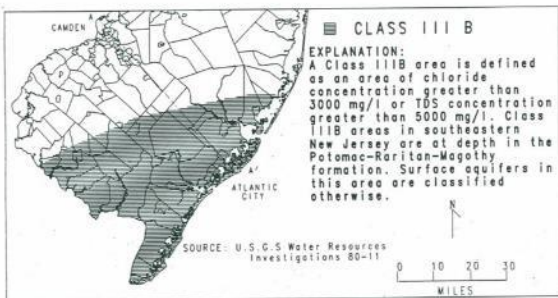 CLASS III B
EXPLANATION:
A Class IIIB area is defined
as an area of chloride
concentration greater than
3000 mg/l or TDS concentration
greater than 5000 mg/l. Class
IIIB areas in southeastern
New Jersey are at depth in the
Potomac-Raritan-Magothy
formation. Surface aquifers in
this area are classified
otherwise.
CAMDEN
A
A'
ATLANTIC
CITY
SOURCE: U.S.G.S Water Resources
Investigations 80-11
N
0 10 20 30
MILES